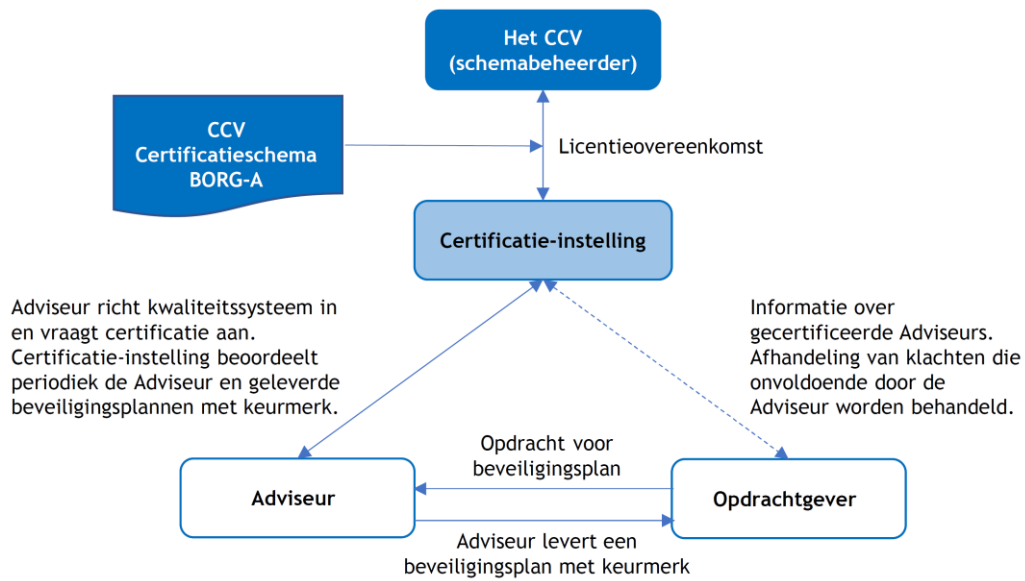 Het CCV
(schemabeheerder)
CCV
Certificatieschema
BORG-A
Licentieovereenkomst
Certificatie-instelling
Adviseur richt kwaliteitssysteem in
en vraagt certificatie aan.
Certificatie-instelling beoordeelt
periodiek de Adviseur en geleverde
beveiligingsplannen met keurmerk.
Informatie over
gecertificeerde Adviseurs.
Afhandeling van klachten die
onvoldoende door de
Adviseur worden behandeld.
Opdracht voor
beveiligingsplan
Adviseur
Opdrachtgever
Adviseur levert een
beveiligingsplan met keurmerk